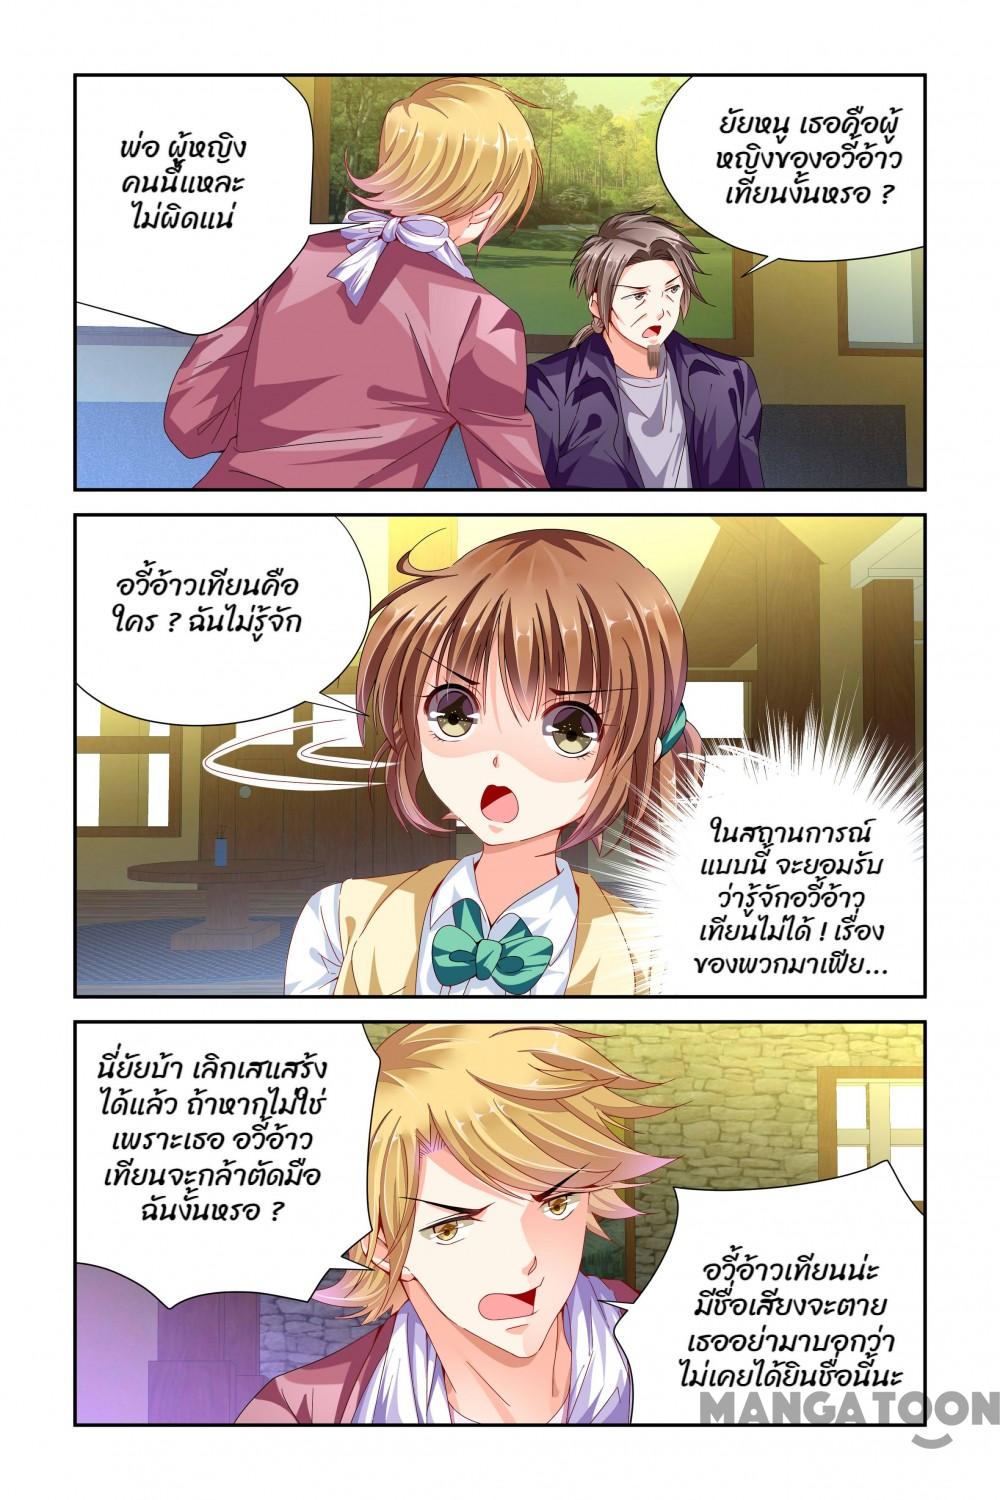 พ่อ ผู้หญิง
คนนี้แหละ
ไม่ผิดแน่
ยัยหนู เธอคือผู้
หญิงของอวี้อ้าว
เทียนงั้นหรอ ?
อวี้อ้าวเทียนคือ
ใคร ? ฉันไม่รู้จัก
ในสถานการณ์
แบบนี้ จะยอมรับ
ว่ารู้จักอวี้อ้าว
เทียนไม่ได้ ! เรื่อง
ของพวกมาเฟีย...
นี่ยัยบ้า เลิกเสแสร้ง
ได้แล้ว ถ้าหากไม่ใช่
เพราะเธอ อวี้อ้าว
เทียนจะกล้าตัดมือ
ฉันงั้นหรอ ?
อวี้อ้าวเทียนน่ะ
มีชื่อเสียงจะตาย
เธออย่ามาบอกว่า
ไม่เคยได้ยินชื่อนี้นะ
MANGATOON